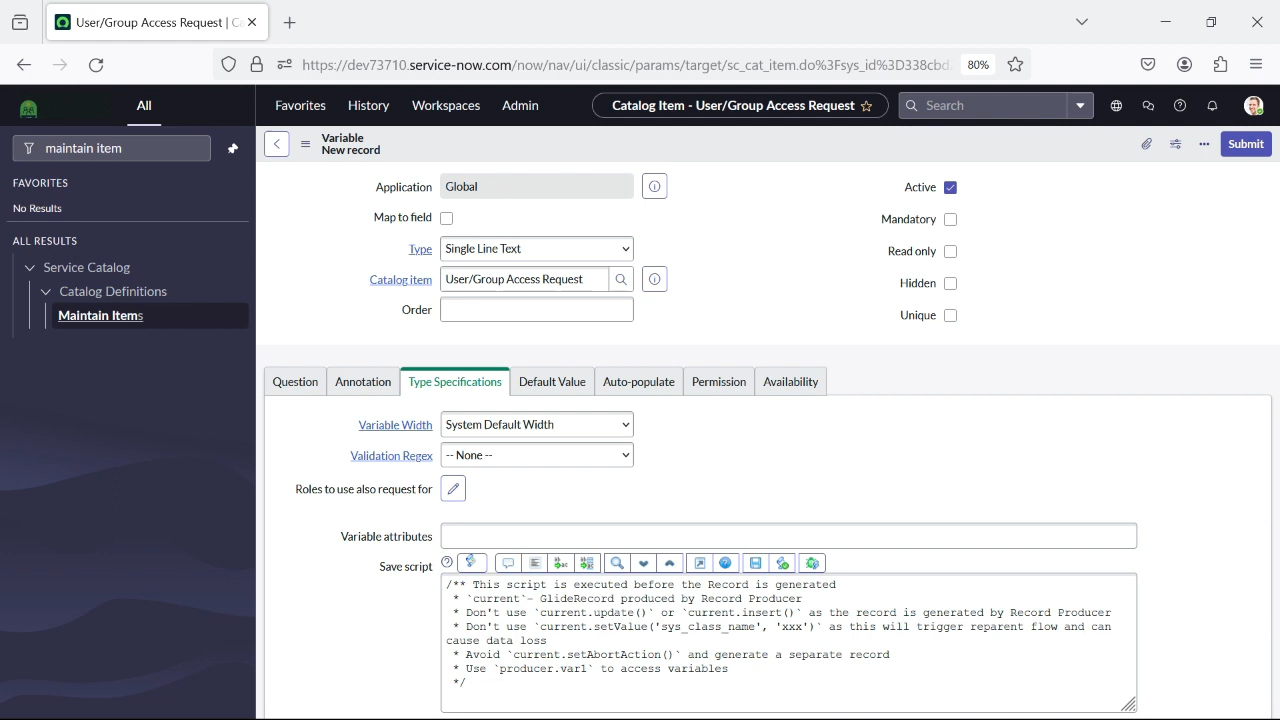 User/Group Access Request | Ca
https://dev73710.service-now.com/now/nav/ui/classic/params/target/sc_cat_item.do%3Fsys_id%3D338cbd
80%
All
Favorites
History
Workspaces
Admin
Catalog Item - User/Group Access Request
Search
maintain item
FAVORITES
No Results
ALL RESULTS
Service Catalog
Catalog Definitions
Maintain Items
Variable
New record
Submit
Application
Global
Active
Map to field
Mandatory
Type
Single Line Text
Read only
Catalog item
User/Group Access Request
Hidden
Order
Unique
Question
Annotation
Type Specifications
Default Value
Auto-populate
Permission
Availability
Variable Width
System Default Width
Validation Regex
-- None --
Roles to use also request for
Variable attributes
Save script
/** This script is executed before the Record is generated
* `current`- GlideRecord produced by Record Producer
* Don't use `current.update()` or `current.insert()` as the record is generated by Record Producer
* Don't use `current.setValue('sys_class_name', 'xxx')` as this will trigger reparent flow and can
cause data loss
* Avoid `current.setAbortAction()` and generate a separate record
* Use `producer.var1` to access variables
*/